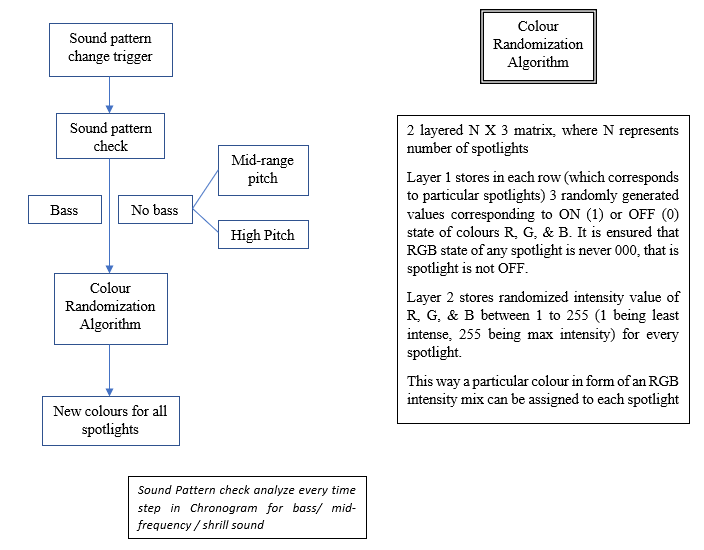 Sound pattern
change trigger
Sound pattern
check
Bass
No bass
Mid-range
pitch
High Pitch
Colour
Randomization
Algorithm
New colours for all
spotlights
Sound Pattern check analyze every time
step in Chronogram for bass/ mid-
frequency / shrill sound
Colour
Randomization
Algorithm
2 layered N X 3 matrix, where N represents
number of spotlights
Layer 1 stores in each row (which corresponds
to particular spotlights) 3 randomly generated
values corresponding to ON (1) or OFF (0)
state of colours R, G, & B. It is ensured that
RGB state of any spotlight is never 000, that is
spotlight is not OFF.
Layer 2 stores randomized intensity value of
R, G, & B between 1 to 255 (1 being least
intense, 255 being max intensity) for every
spotlight.
This way a particular colour in form of an RGB
intensity mix can be assigned to each spotlight